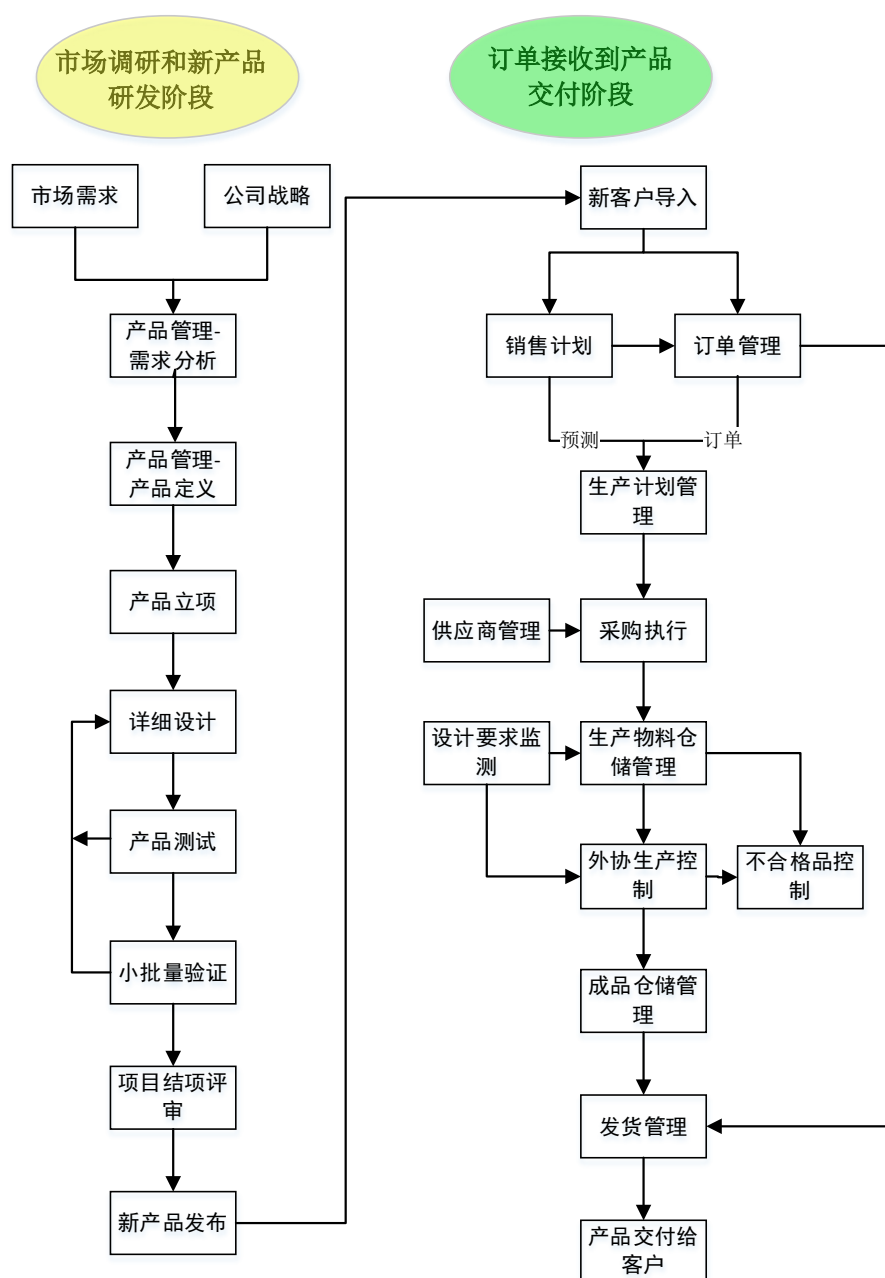 市场调研和新产品
研发阶段
订单接收到产品
交付阶段
市场需求
公司战略
产品管理-
需求分析
产品管理-
产品定义
产品立项
详细设计
产品测试
小批量验证
项目结项评
审
新产品发布
新客户导入
销售计划
订单管理
预测
订单
生产计划管
理
供应商管理
采购执行
设计要求监
测
生产物料仓
储管理
外协生产控
制
不合格品控
制
成品仓储管
理
发货管理
产品交付给
客户